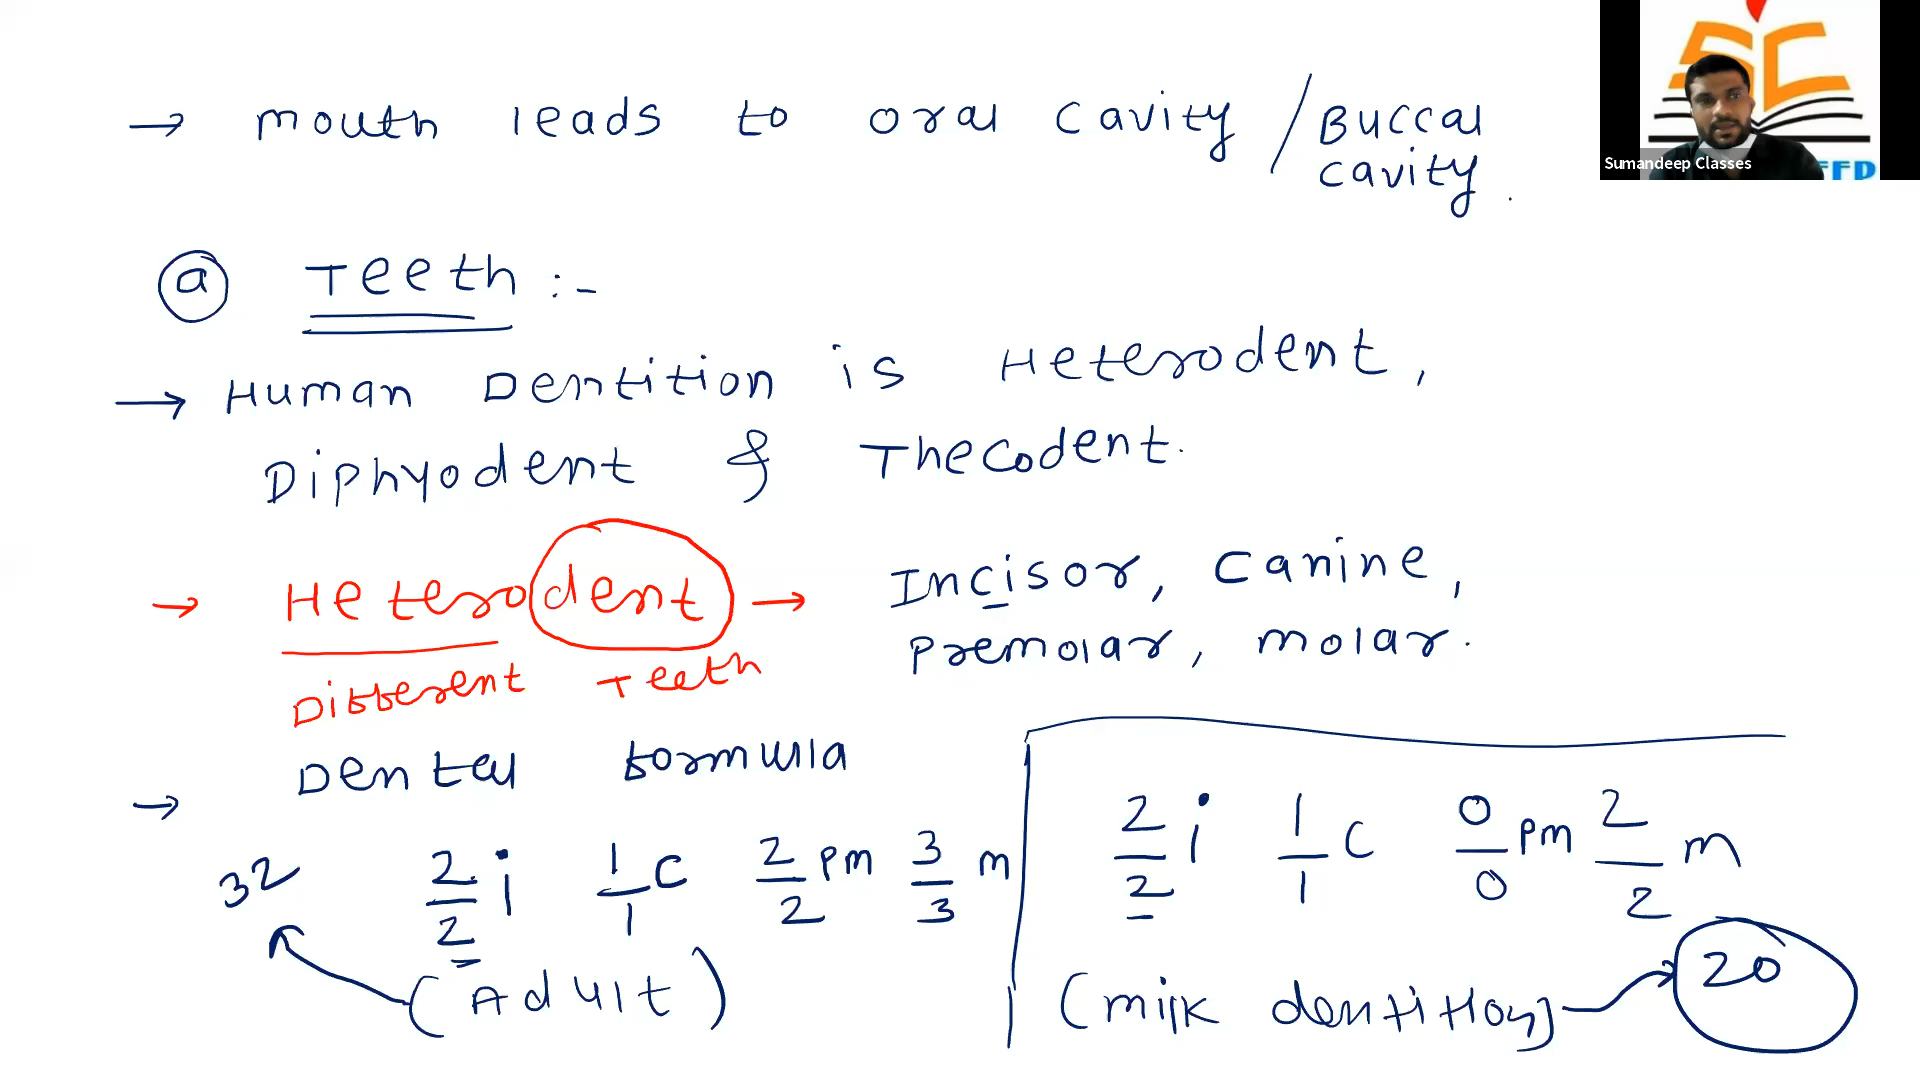 → Mouth leads to oral cavity / Buccal cavity.
ⓐ Teeth :-
→ Human Dentition is Heterodent,
Diphyodent & Thecodent.
→ Heterodent → Incisor, Canine,
Different Teeth Premolar, molar.
→ Dental formula
32 2/2 i 1/1 c 2/2 pm 3/3 m
(Adult)
2/2 i 1/1 c 0/0 pm 2/2 m
(milk dentition) → 20
SC
Sumandeep Classes
FFD